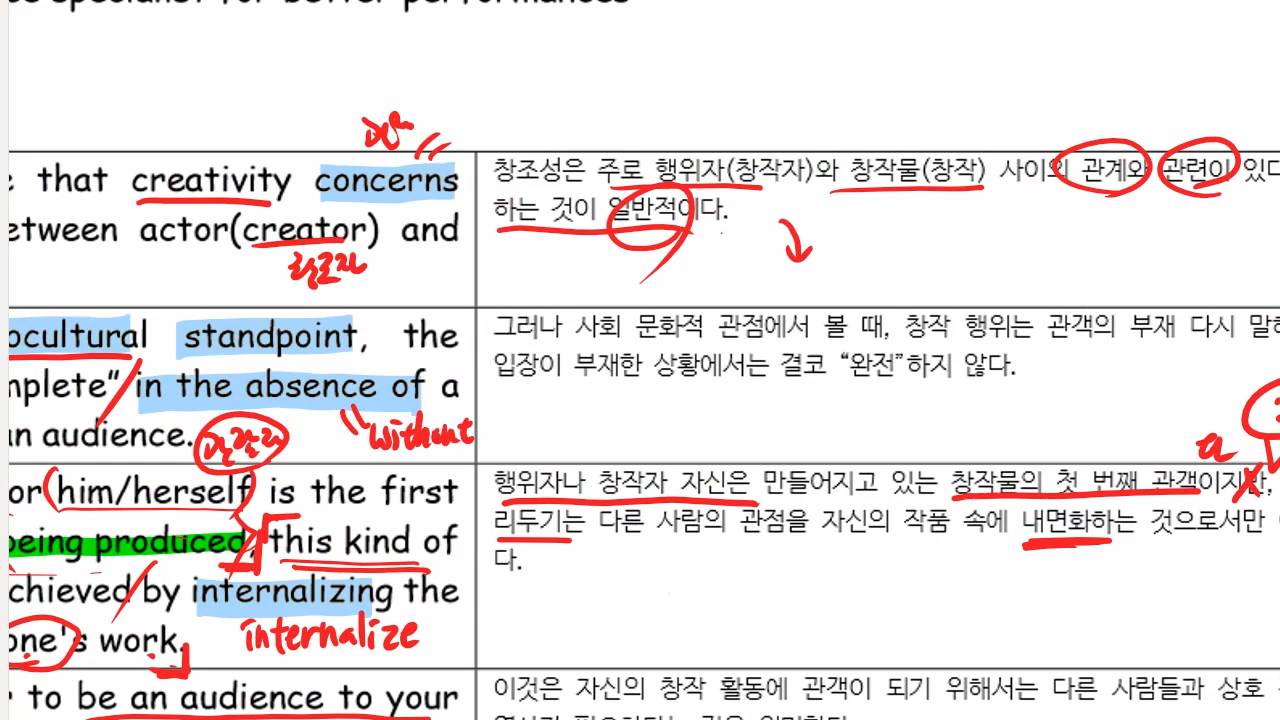 specialist for better performances
that creativity concerns
between actor(creator) and
창조성은 주로 행위자(창작자)와 창작물(창작) 사이의 관계와 관련이 있다
하는 것이 일반적이다.
창조자
ocultural standpoint, the
mplete” in the absence of a
an audience.
관람객
without
그러나 사회 문화적 관점에서 볼 때, 창작 행위는 관객의 부재 다시 말하
입장이 부재한 상황에서는 결코 “완전”하지 않다.
or him/herself is the first
being produced, this kind of
chieved by internalizing the
one's work.
internalize
행위자나 창작자 자신은 만들어지고 있는 창작물의 첫 번째 관객이지만,
리두기는 다른 사람의 관점을 자신의 작품 속에 내면화하는 것으로서만
다.
a
to be an audience to your
이것은 자신의 창작 활동에 관객이 되기 위해서는 다른 사람들과 상호